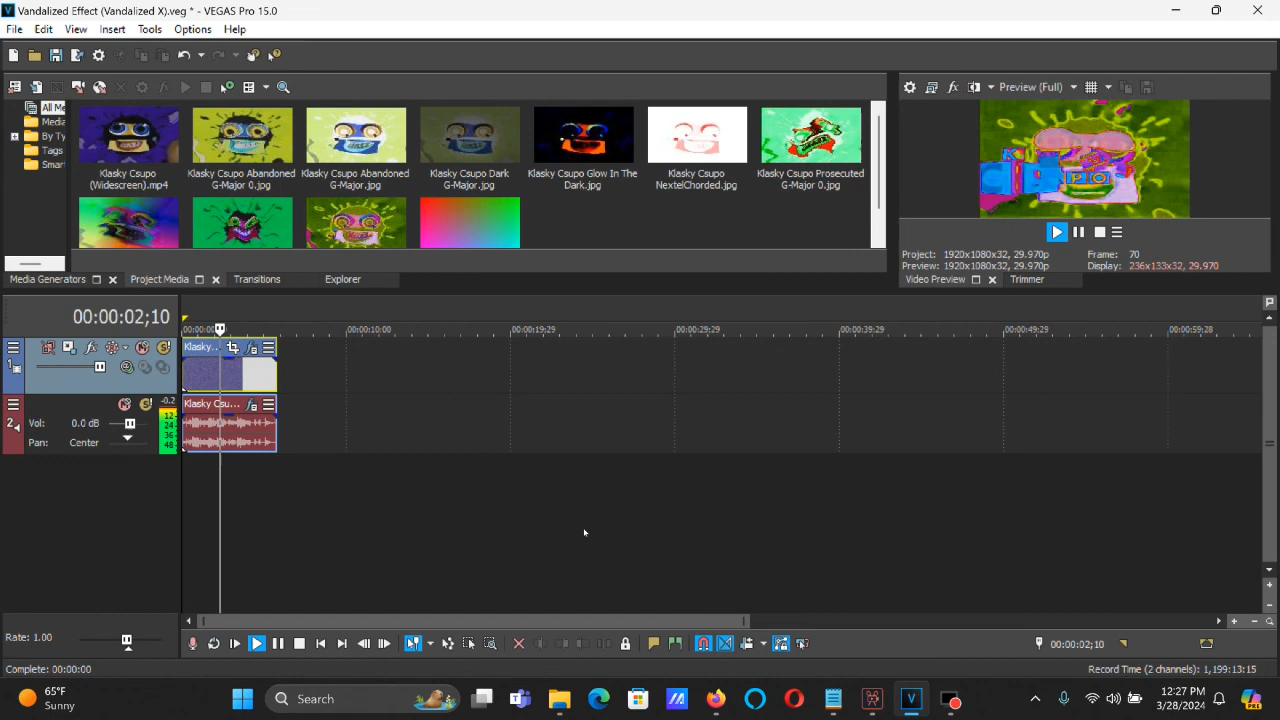 Vandalized Effect (Vandalized X).veg * - VEGAS Pro 15.0
File Edit View Insert Tools Options Help
All Me
Media
By Ty
Tags
Smar
Klasky Csupo (Widescreen).mp4
Klasky Csupo Abandoned G-Major 0.jpg
Klasky Csupo Abandoned G-Major.jpg
Klasky Csupo Dark G-Major.jpg
Klasky Csupo Glow In The Dark.jpg
Klasky Csupo NextelChorded.jpg
Klasky Csupo Prosecuted G-Major 0.jpg
Preview (Full)
Project: 1920x1080x32, 29.970p Frame: 70
Preview: 1920x1080x32, 29.970p Display: 236x133x32, 29.970
Media Generators Project Media Transitions Explorer
Video Preview Trimmer
00:00:02;10
00:00:00 00:00:10;00 00:00:19;29 00:00:29;29 00:00:39;29 00:00:49;29 00:00:59;28
1
Klasky...
2
Klasky Csu...
-0.2
12
24
36
48
Vol: 0.0 dB
Pan: Center
Rate: 1.00
00:00:02;10
Complete: 00:00:00
Record Time (2 channels): 1,199:13:15
65°F
Sunny
Search
12:27 PM
3/28/2024